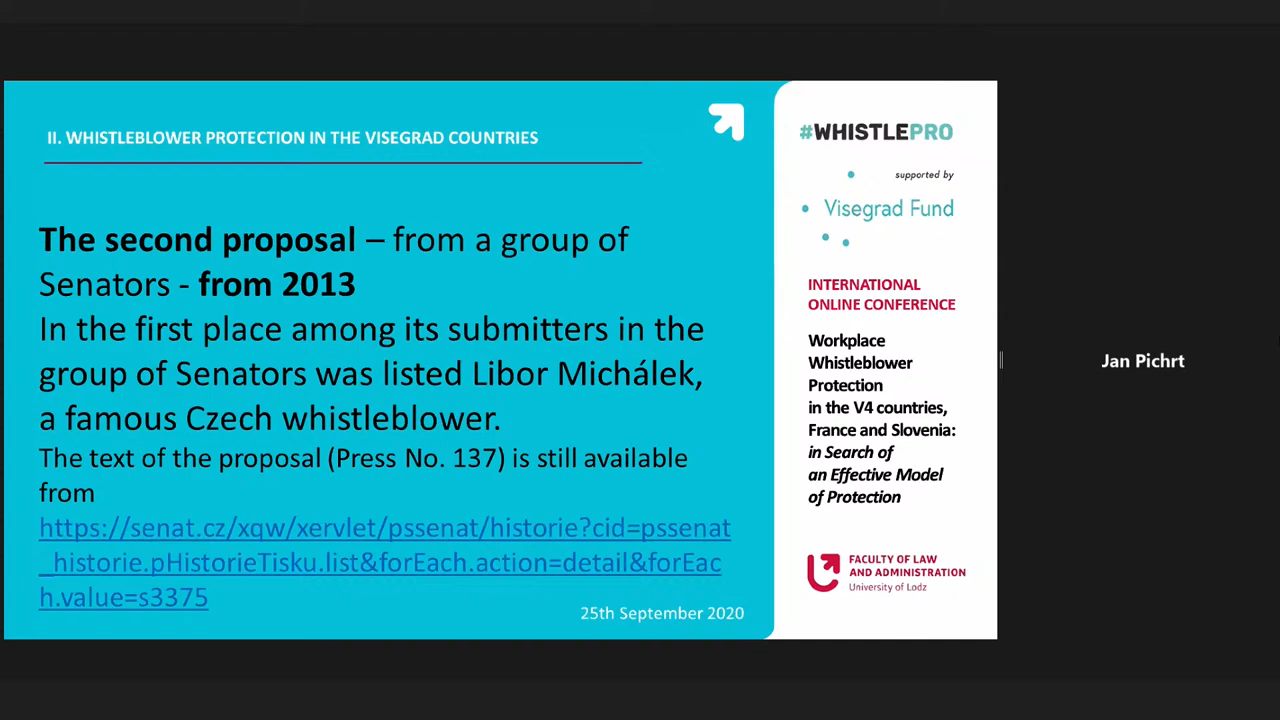 II. WHISTLEBLOWER PROTECTION IN THE VISEGRAD COUNTRIES
The second proposal – from a group of
Senators - from 2013
In the first place among its submitters in the
group of Senators was listed Libor Michálek,
a famous Czech whistleblower.
The text of the proposal (Press No. 137) is still available
from
https://senat.cz/xqw/xervlet/pssenat/historie?cid=pssenat
_historie.pHistorieTisku.list&forEach.action=detail&forEac
h.value=s3375
25th September 2020
#WHISTLEPRO
supported by
Visegrad Fund
INTERNATIONAL
ONLINE CONFERENCE
Workplace
Whistleblower
Protection
in the V4 countries,
France and Slovenia:
in Search of
an Effective Model
of Protection
FACULTY OF LAW
AND ADMINISTRATION
University of Lodz
Jan Pichrt